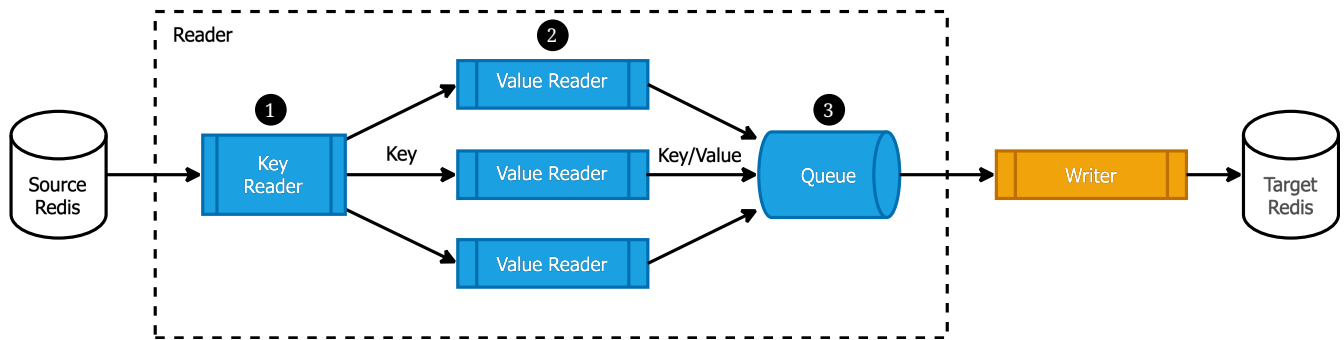 Reader
Source
Redis
1
Key
Reader
Key
2
Value Reader
Value Reader
Value Reader
Key/Value
3
Queue
Writer
Target
Redis